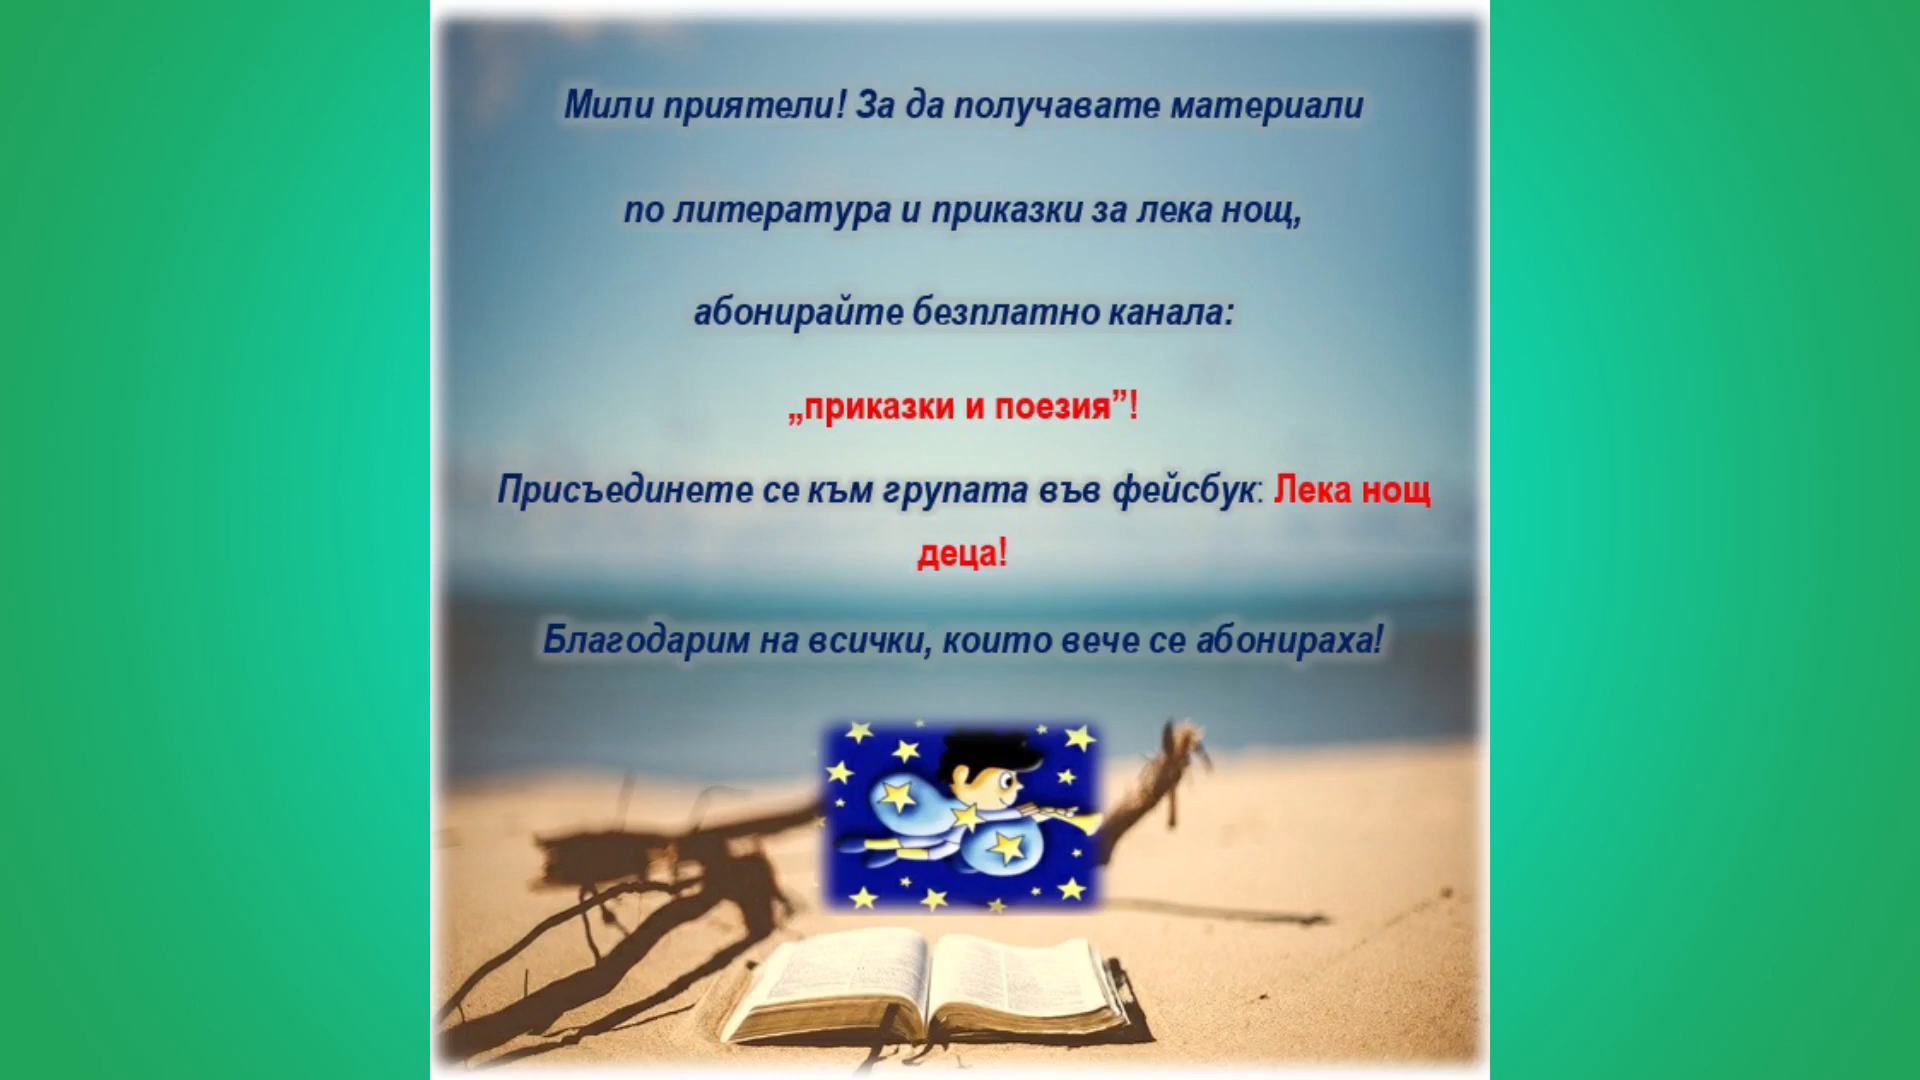 Мили приятели! За да получавате материали
по литература и приказки за лека нощ,
абонирайте безплатно канала:
„приказки и поезия”!
Присъединете се към групата във фейсбук: Лека нощ
деца!
Благодарим на всички, които вече се абонираха!